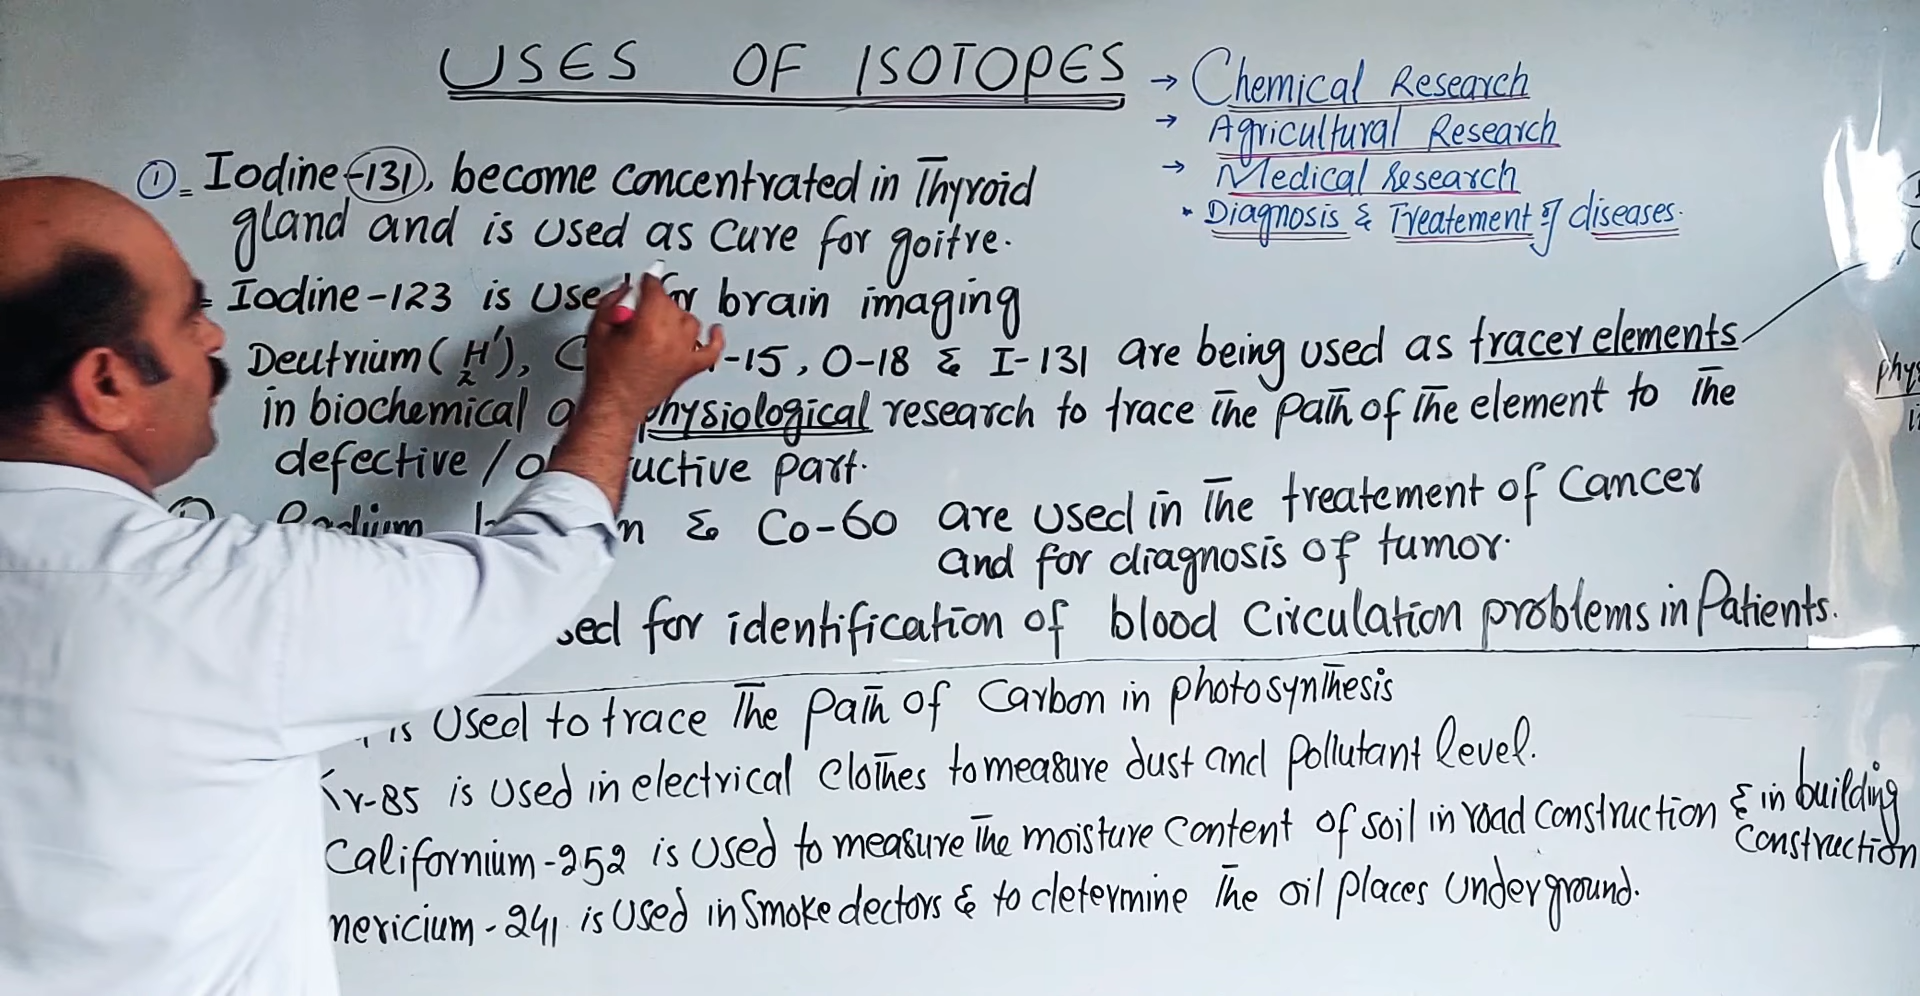 USES OF ISOTOPES
→ Chemical Research
→ Agricultural Research
→ Medical Research
• Diagnosis & Treatement of diseases.
① = Iodine-131, become concentrated in Thyroid
gland and is used as cure for goitre.
= Iodine-123 is used for brain imaging
Deutrium (₂H¹), C -15, O-18 & I-131 are being used as tracer elements
in biochemical physiological research to trace the path of the element to the
defective / uctive part.
Radium & Co-60 are used in the treatement of Cancer
and for diagnosis of tumor.
sed for identification of blood Circulation problems in Patients.
is used to trace The path of Carbon in photosynthesis
Kr-85 is used in electrical clothes to measure dust and pollutant level.
Californium-252 is used to measure the moisture content of soil in road construction & in building
construction
mericium-241 is used in smoke dectors & to determine the oil places underground.
phys